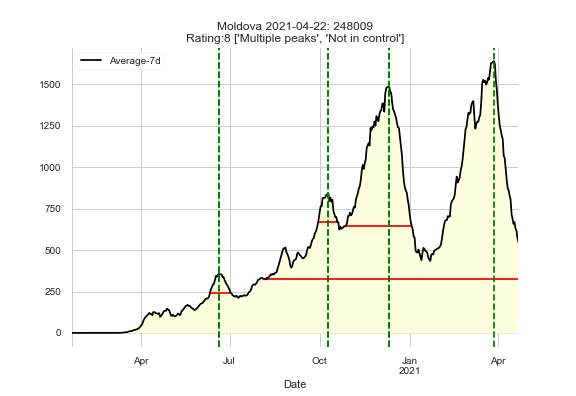 Moldova 2021-04-22: 248009
Rating:8 ['Multiple peaks', 'Not in control']
Average-7d
1500
1250
1000
750
500
250
0
Apr
Jul
Oct
Jan
2021
Apr
Date